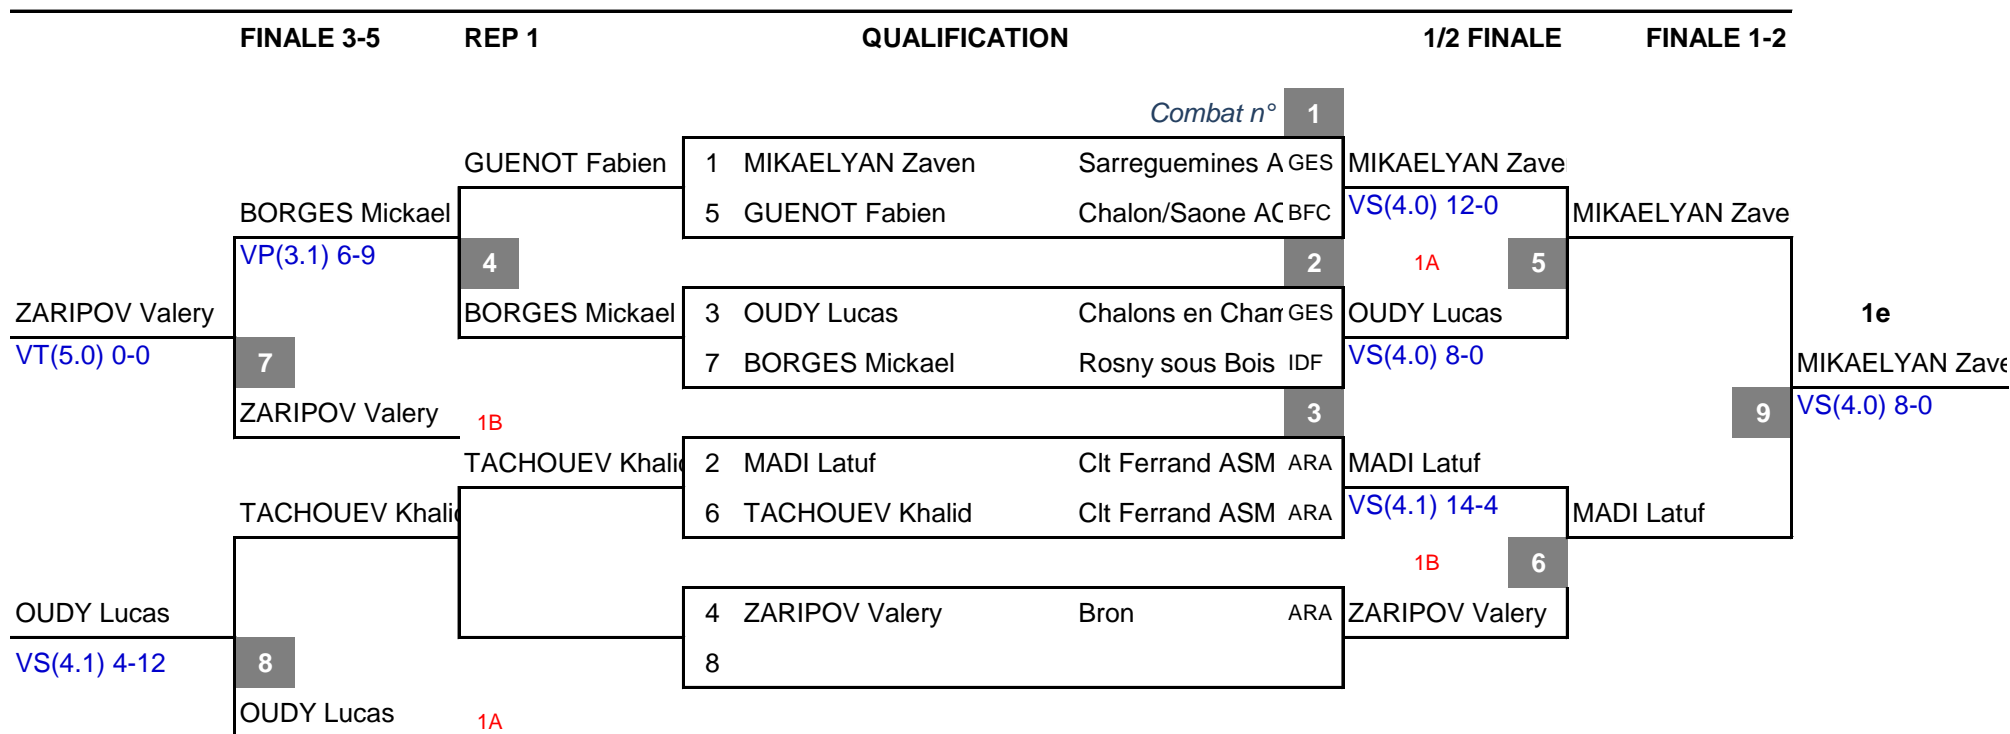 FINALE 3-5 REP 1 QUALIFICATION 1/2 FINALE FINALE 1-2
Combat n° 1
GUENOT Fabien 1 MIKAELYAN Zaven Sarreguemines A GES MIKAELYAN Zave
BORGES Mickael 5 GUENOT Fabien Chalon/Saone AC BFC VS(4.0) 12-0 MIKAELYAN Zave
VP(3.1) 6-9 4 2 1A 5
ZARIPOV Valery BORGES Mickael 3 OUDY Lucas Chalons en Cham GES OUDY Lucas 1e
VT(5.0) 0-0 7 7 BORGES Mickael Rosny sous Bois IDF VS(4.0) 8-0 MIKAELYAN Zave
ZARIPOV Valery 1B 3 9 VS(4.0) 8-0
TACHOUEV Khalid 2 MADI Latuf Clt Ferrand ASM ARA MADI Latuf
TACHOUEV Khalid 6 TACHOUEV Khalid Clt Ferrand ASM ARA VS(4.1) 14-4 MADI Latuf
1B 6
OUDY Lucas 4 ZARIPOV Valery Bron ARA ZARIPOV Valery
VS(4.1) 4-12 8 8
OUDY Lucas 1A